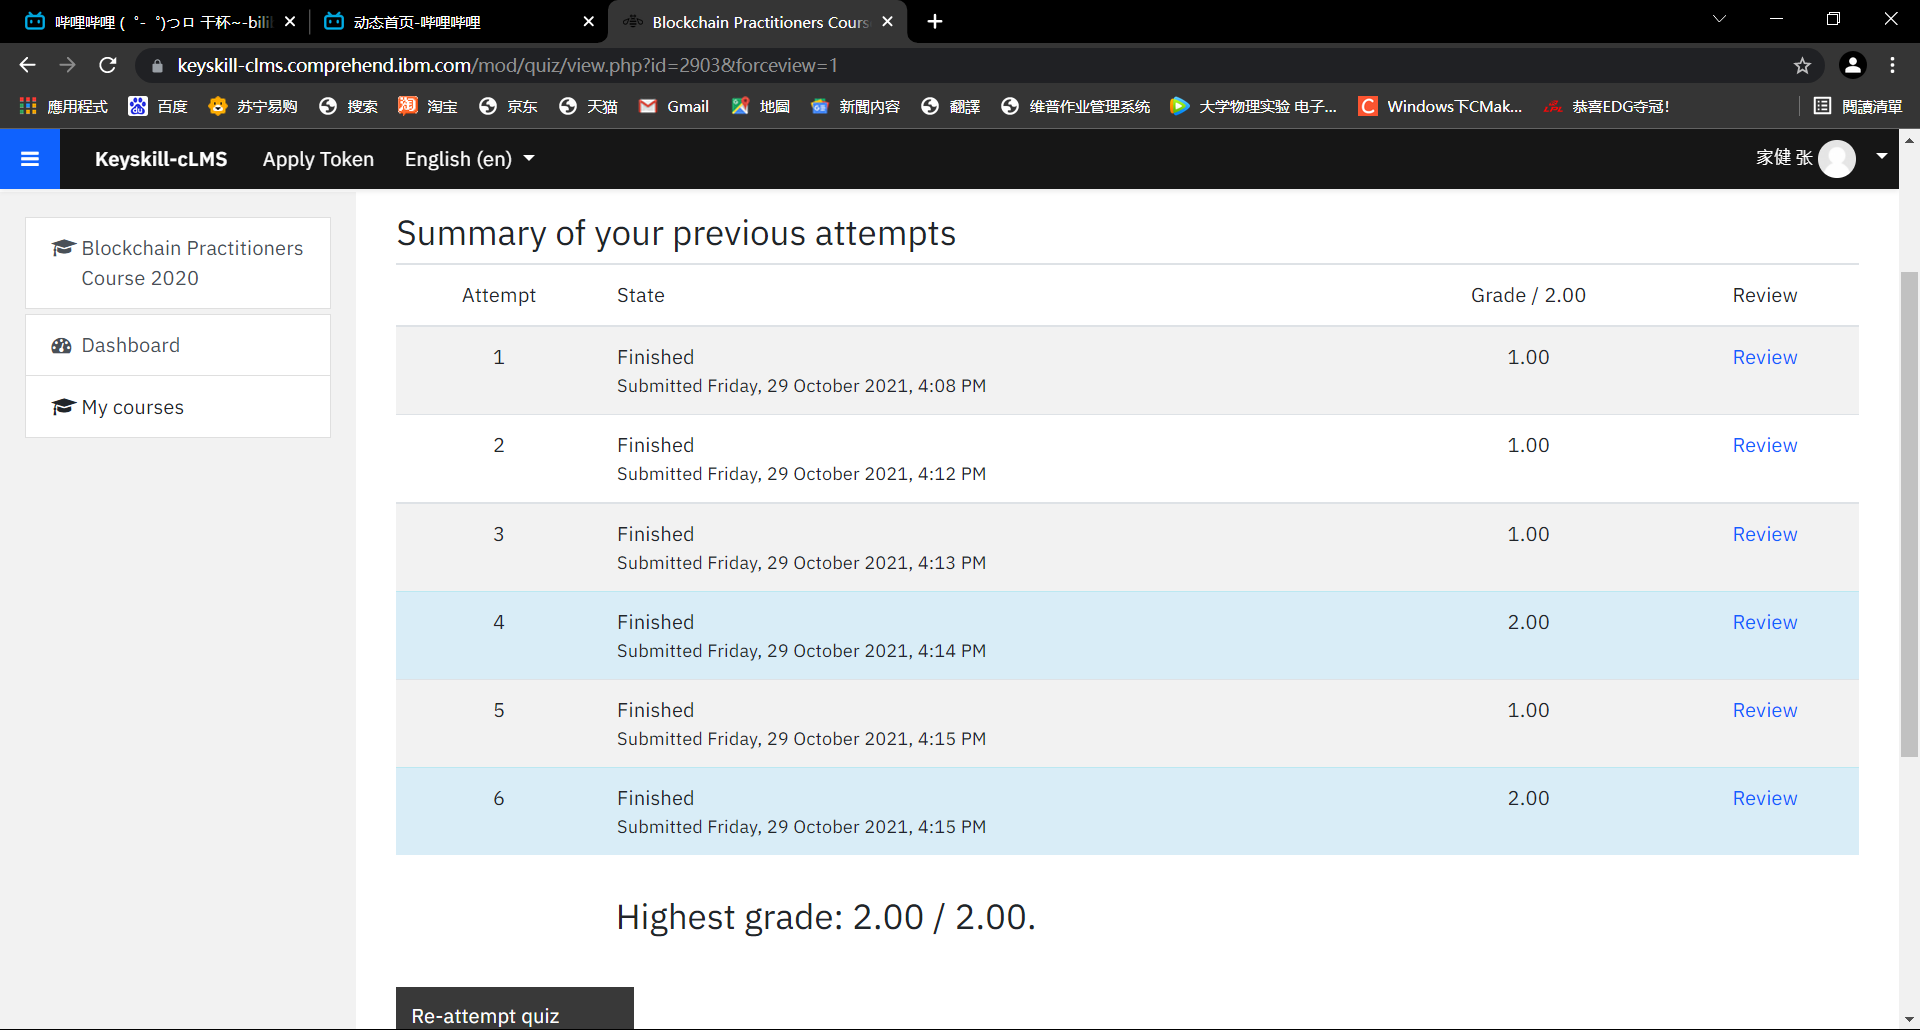 哔哩哔哩 (゜-゜)つロ 干杯~-bili
动态首页-哔哩哔哩
Blockchain Practitioners Cours
keyskill-clms.comprehend.ibm.com/mod/quiz/view.php?id=2903&forceview=1
應用程式
百度
苏宁易购
搜索
淘宝
京东
天猫
Gmail
地圖
新聞內容
翻譯
维普作业管理系统
大学物理实验 电子...
Windows下CMak...
恭喜EDG夺冠!
閱讀清單
Keyskill-cLMS
Apply Token
English (en)
家健 张
Blockchain Practitioners
Course 2020
Dashboard
My courses
Summary of your previous attempts
Attempt State Grade / 2.00 Review
1 Finished 1.00 Review
Submitted Friday, 29 October 2021, 4:08 PM
2 Finished 1.00 Review
Submitted Friday, 29 October 2021, 4:12 PM
3 Finished 1.00 Review
Submitted Friday, 29 October 2021, 4:13 PM
4 Finished 2.00 Review
Submitted Friday, 29 October 2021, 4:14 PM
5 Finished 1.00 Review
Submitted Friday, 29 October 2021, 4:15 PM
6 Finished 2.00 Review
Submitted Friday, 29 October 2021, 4:15 PM
Highest grade: 2.00 / 2.00.
Re-attempt quiz